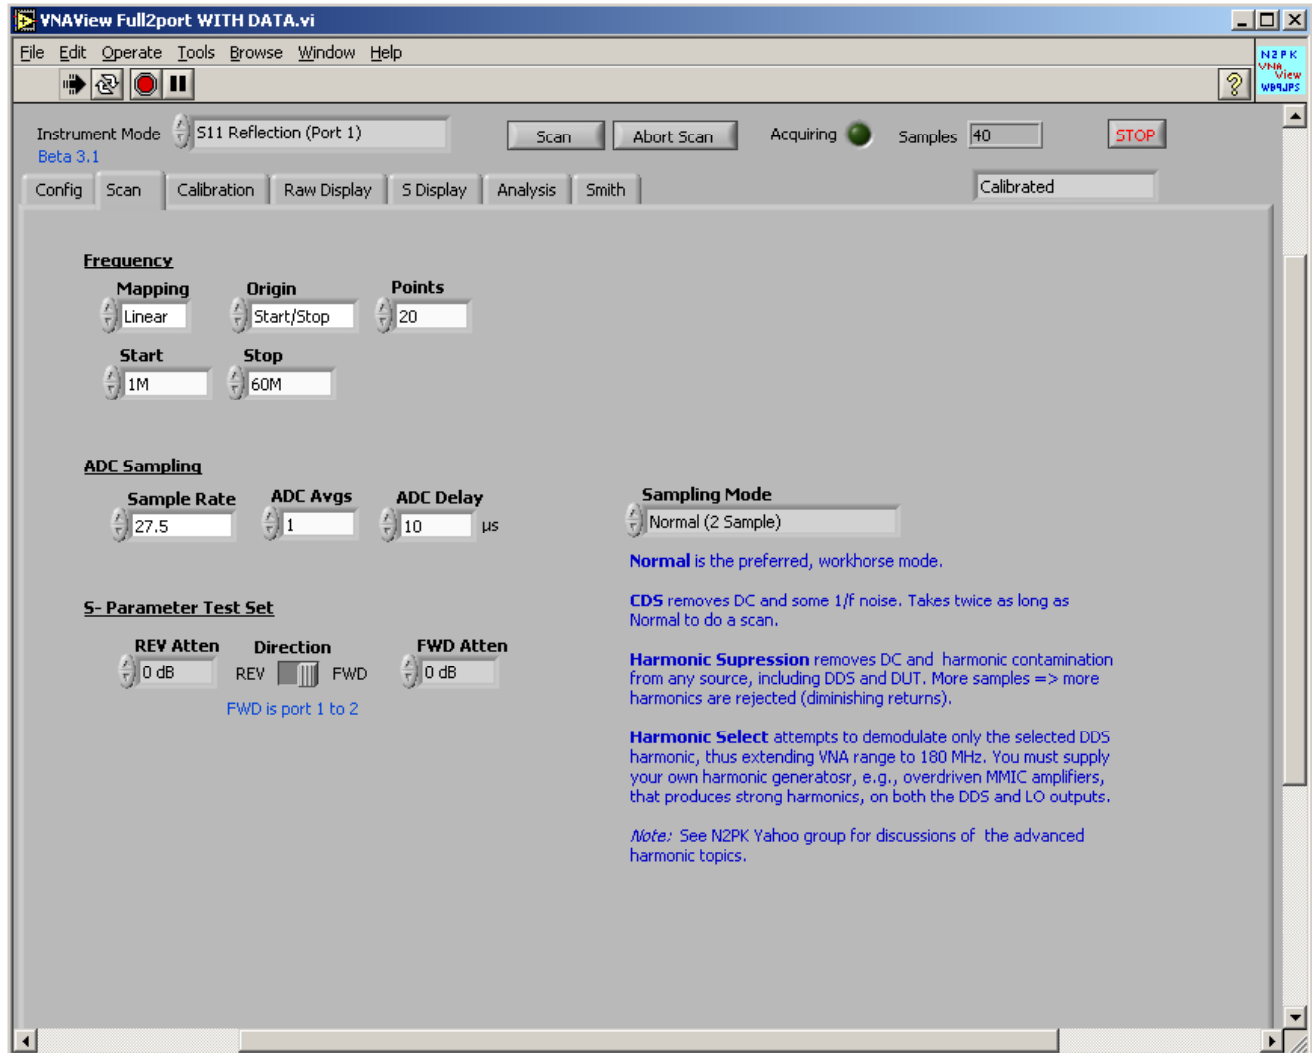 VNAView Full2port WITH DATA.vi
File Edit Operate Tools Browse Window Help
N2PK
VNA
View
WB9JPS
Instrument Mode S11 Reflection (Port 1) Scan Abort Scan Acquiring Samples 40 STOP
Beta 3.1
Config Scan Calibration Raw Display S Display Analysis Smith Calibrated
Frequency
Mapping Origin Points
Linear Start/Stop 20
Start Stop
1M 60M
ADC Sampling
Sample Rate ADC Avgs ADC Delay
27.5 1 10 µs
Sampling Mode
Normal (2 Sample)
Normal is the preferred, workhorse mode.
CDS removes DC and some 1/f noise. Takes twice as long as
Normal to do a scan.
S- Parameter Test Set
REV Atten Direction FWD Atten
0 dB REV FWD 0 dB
FWD is port 1 to 2
Harmonic Supression removes DC and harmonic contamination
from any source, including DDS and DUT. More samples => more
harmonics are rejected (diminishing returns).
Harmonic Select attempts to demodulate only the selected DDS
harmonic, thus extending VNA range to 180 MHz. You must supply
your own harmonic generatosr, e.g., overdriven MMIC amplifiers,
that produces strong harmonics, on both the DDS and LO outputs.
Note: See N2PK Yahoo group for discussions of the advanced
harmonic topics.